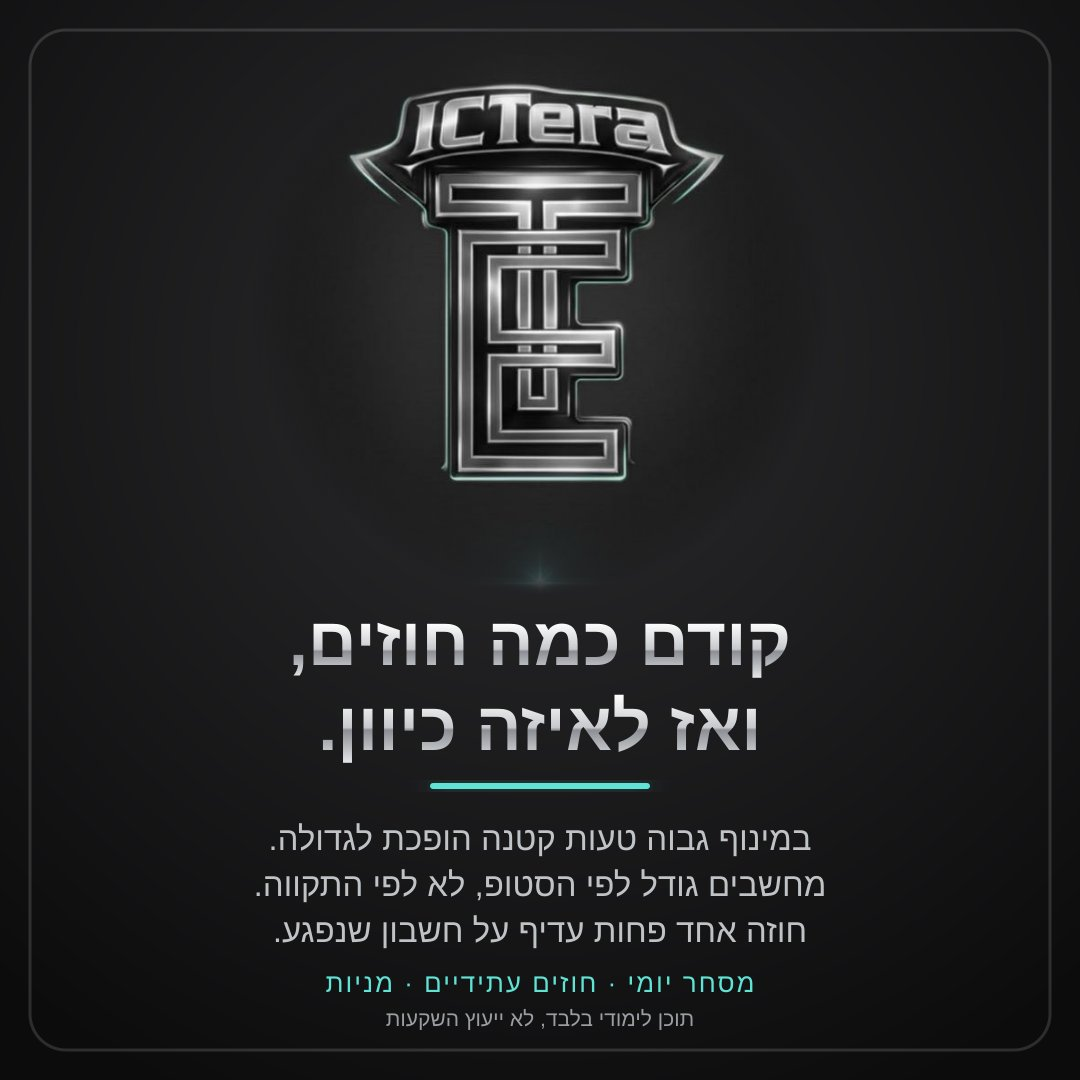 ICTera
TE
קודם כמה חוזים,
ואז לאיזה כיוון.
במינוף גבוה טעות קטנה הופכת לגדולה.
מחשבים גודל לפי הסטופ, לא לפי התקווה.
חוזה אחד פחות עדיף על חשבון שנפגע.
מסחר יומי · חוזים עתידיים · מניות
תוכן לימודי בלבד, לא ייעוץ השקעות